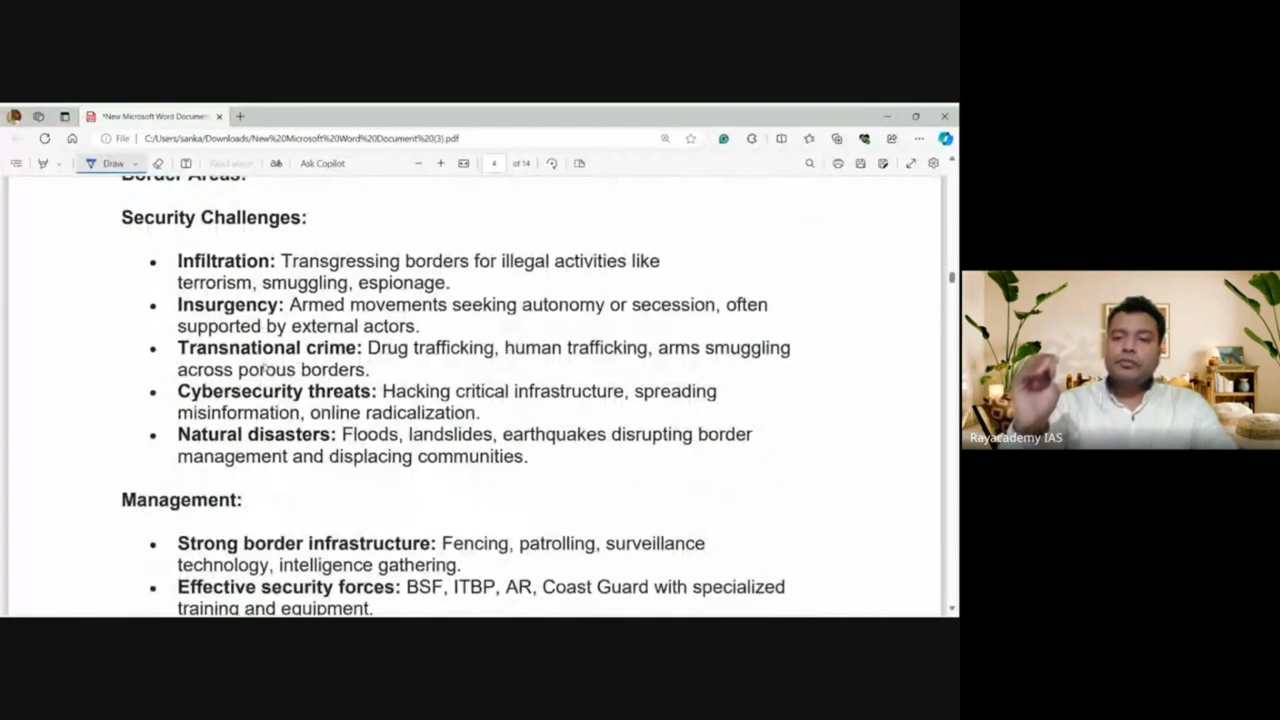 *New Microsoft Word Documen
File
C:/Users/sanka/Downloads/New%20Microsoft%20Word%20Document%20(3).pdf
Draw
Read aloud
Ask Copilot
4
of 14
Border Areas:
Security Challenges:
• Infiltration: Transgressing borders for illegal activities like
terrorism, smuggling, espionage.
• Insurgency: Armed movements seeking autonomy or secession, often
supported by external actors.
• Transnational crime: Drug trafficking, human trafficking, arms smuggling
across porous borders.
• Cybersecurity threats: Hacking critical infrastructure, spreading
misinformation, online radicalization.
• Natural disasters: Floods, landslides, earthquakes disrupting border
management and displacing communities.
Management:
• Strong border infrastructure: Fencing, patrolling, surveillance
technology, intelligence gathering.
• Effective security forces: BSF, ITBP, AR, Coast Guard with specialized
training and equipment.
Rayacademy IAS